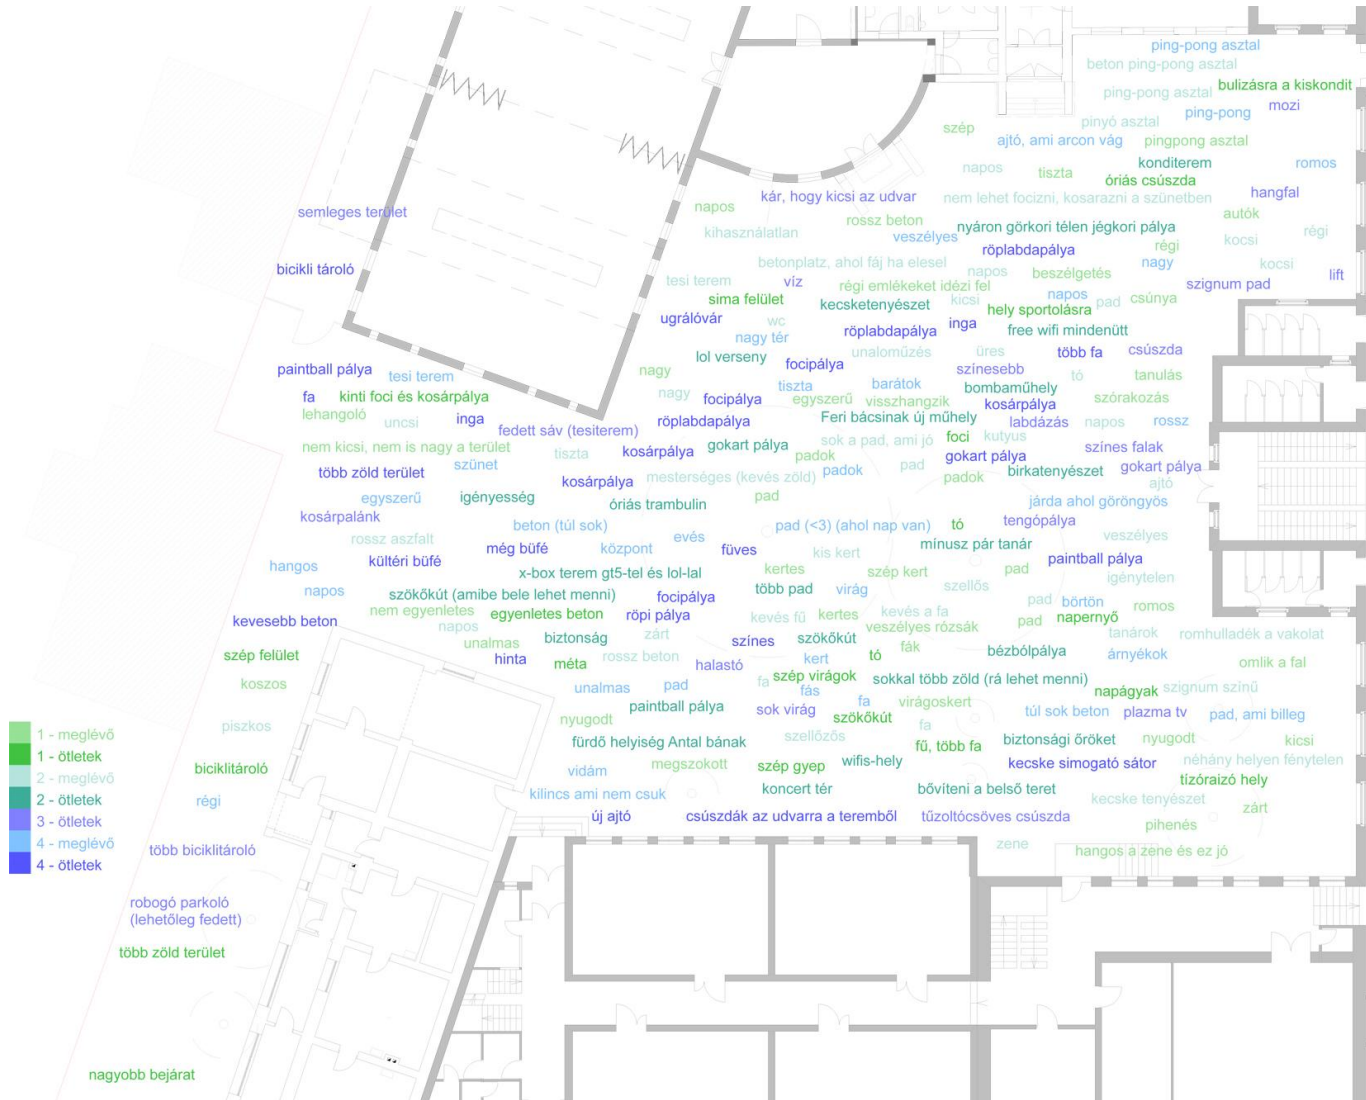 ping-pong asztal
beton ping-pong asztal
bulizásra a kiskondit
ping-pong asztal
mozi
ping-pong
pinyó asztal
szép
ajtó, ami arcon vág
pingpong asztal
konditerem
romos
napos
tiszta
óriás csúszda
kár, hogy kicsi az udvar
nem lehet focizni, kosarazni a szünetben
hangfal
semleges terület
napos
rossz beton
autók
nyáron görkori télen jégkori pálya
kihasználatlan
veszélyes
régi
kocsi
régi
röplabdapálya
betonplatz, ahol fáj ha elesel
nagy
kocsi
bicikli tároló
napos
beszélgetés
lift
tesi terem
víz
régi emlékeket idézi fel
szignum pad
napos
sima felület
kecsketenyészet
kicsi
pad
csúnya
hely sportolásra
ugrálóvár
wc
inga
röplabdapálya
free wifi mindenütt
nagy tér
lol verseny
unaloműzés
üres
több fa
csúszda
focipálya
paintball pálya
nagy
színesebb
tesi terem
tó
tanulás
tiszta
barátok
bombaműhely
fa
kinti foci és kosárpálya
nagy
focipálya
egyszerű
visszhangzik
kosárpálya
szórakozás
lehangoló
uncsi
inga
röplabdapálya
Feri bácsinak új műhely
labdázás
napos
rossz
fedett sáv (tesiterem)
nem kicsi, nem is nagy a terület
gokart pálya
sok a pad, ami jó
foci
kutyus
színes falak
tiszta
kosárpálya
padok
gokart pálya
több zöld terület
szünet
pad
padok
birkatenyészet
gokart pálya
kosárpálya
mesterséges (kevés zöld)
padok
ajtó
egyszerű
igényesség
óriás trambulin
pad
járda ahol göröngyös
kosárpalánk
beton (túl sok)
pad (<3) (ahol nap van)
tó
tengópálya
rossz aszfalt
evés
veszélyes
még büfé
központ
füves
kis kert
mínusz pár tanár
kültéri büfé
paintball pálya
hangos
x-box terem gt5-tel és lol-lal
kertes
szép kert
pad
igénytelen
napos
szökőkút (amibe bele lehet menni)
több pad
virág
szellős
focipálya
pad
börtön
romos
nem egyenletes
egyenletes beton
röpi pálya
kevés fű
kertes
kevés a fa
pad
napernyő
kevesebb beton
napos
veszélyes rózsák
biztonság
zárt
színes
szökőkút
tanárok
romhulladék a vakolat
unalmas
fák
bézbólpálya
szép felület
hinta
méta
rossz beton
halastó
kert
tó
árnyékok
omlik a fal
koszos
unalmas
pad
fa
szép virágok
sokkal több zöld (rá lehet menni)
szignum színű
fás
napágyak
paintball pálya
sok virág
fa
virágoskert
piszkos
nyugodt
szökőkút
fa
túl sok beton
plazma tv
pad, ami billeg
fürdő helyiség Antal bának
szellőzős
fű, több fa
biztonsági őröket
nyugodt
kicsi
biciklitároló
vidám
megszokott
szép gyep
wifis-hely
kecske simogató sátor
néhány helyen fénytelen
tízóraizó hely
régi
kilincs ami nem csuk
koncert tér
bővíteni a belső teret
kecske tenyészet
zárt
új ajtó
csúszdák az udvarra a teremből
tűzoltócsöves csúszda
pihenés
több biciklitároló
zene
hangos a zene és ez jó
robogó parkoló
(lehetőleg fedett)
több zöld terület
nagyobb bejárat
1 - meglévő
1 - ötletek
2 - meglévő
2 - ötletek
3 - ötletek
4 - meglévő
4 - ötletek